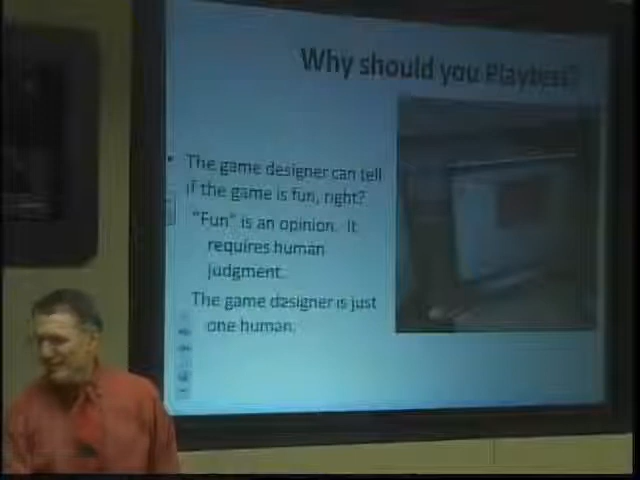 Why should you Playtest?
The game designer can tell
if the game is fun, right?
"Fun" is an opinion. It
requires human
judgment.
The game designer is just
one human.